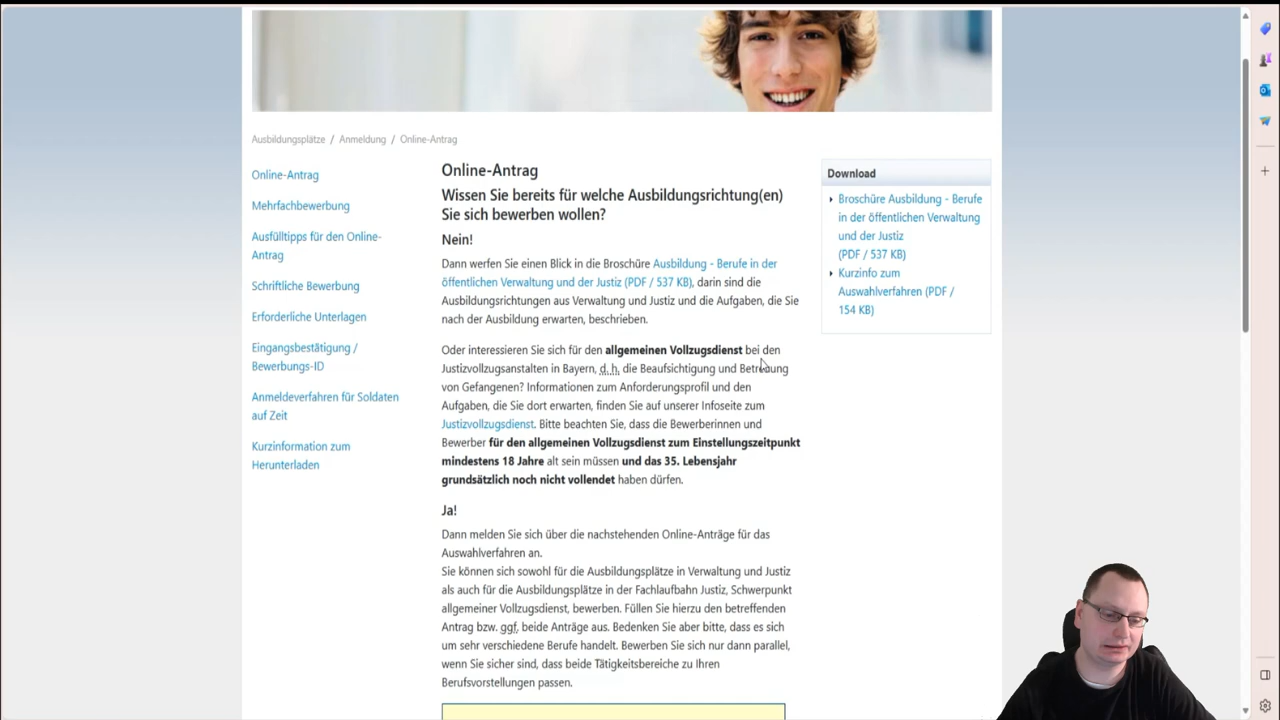 Ausbildungsplätze / Anmeldung / Online-Antrag
Online-Antrag
Mehrfachbewerbung
Ausfülltipps für den Online-
Antrag
Schriftliche Bewerbung
Erforderliche Unterlagen
Eingangsbestätigung /
Bewerbungs-ID
Anmeldeverfahren für Soldaten
auf Zeit
Kurzinformation zum
Herunterladen
Online-Antrag
Wissen Sie bereits für welche Ausbildungsrichtung(en)
Sie sich bewerben wollen?
Nein!
Dann werfen Sie einen Blick in die Broschüre Ausbildung - Berufe in der
öffentlichen Verwaltung und der Justiz (PDF / 537 KB), darin sind die
Ausbildungsrichtungen aus Verwaltung und Justiz und die Aufgaben, die Sie
nach der Ausbildung erwarten, beschrieben.
Oder interessieren Sie sich für den allgemeinen Vollzugsdienst bei den
Justizvollzugsanstalten in Bayern, d. h. die Beaufsichtigung und Betreuung
von Gefangenen? Informationen zum Anforderungsprofil und den
Aufgaben, die Sie dort erwarten, finden Sie auf unserer Infoseite zum
Justizvollzugsdienst. Bitte beachten Sie, dass die Bewerberinnen und
Bewerber für den allgemeinen Vollzugsdienst zum Einstellungszeitpunkt
mindestens 18 Jahre alt sein müssen und das 35. Lebensjahr
grundsätzlich noch nicht vollendet haben dürfen.
Ja!
Dann melden Sie sich über die nachstehenden Online-Anträge für das
Auswahlverfahren an.
Sie können sich sowohl für die Ausbildungsplätze in Verwaltung und Justiz
als auch für die Ausbildungsplätze in der Fachlaufbahn Justiz, Schwerpunkt
allgemeiner Vollzugsdienst, bewerben. Füllen Sie hierzu den betreffenden
Antrag bzw. ggf. beide Anträge aus. Bedenken Sie aber bitte, dass es sich
um sehr verschiedene Berufe handelt. Bewerben Sie sich nur dann parallel,
wenn Sie sicher sind, dass beide Tätigkeitsbereiche zu Ihren
Berufsvorstellungen passen.
Download
Broschüre Ausbildung - Berufe
in der öffentlichen Verwaltung
und der Justiz
(PDF / 537 KB)
Kurzinfo zum
Auswahlverfahren (PDF /
154 KB)